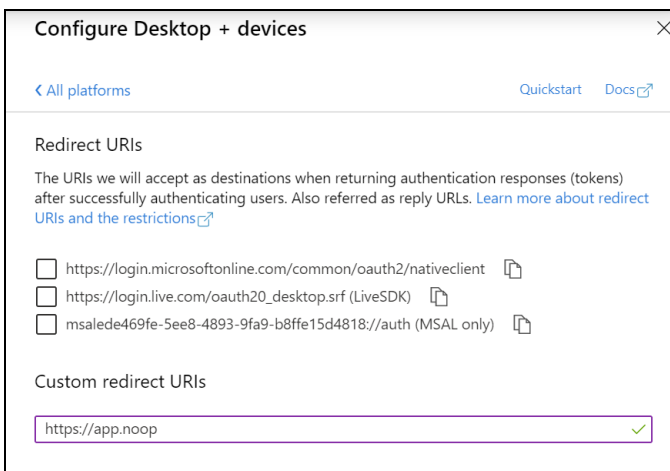 Configure Desktop + devices
All platforms
Quickstart
Docs
Redirect URIs
The URIs we will accept as destinations when returning authentication responses (tokens)
after successfully authenticating users. Also referred as reply URLs. Learn more about redirect
URIs and the restrictions
https://login.microsoftonline.com/common/oauth2/nativeclient
https://login.live.com/oauth20_desktop.srf (LiveSDK)
msalede469fe-5ee8-4893-9fa9-b8ffe15d4818://auth (MSAL only)
Custom redirect URIs
https://app.noop